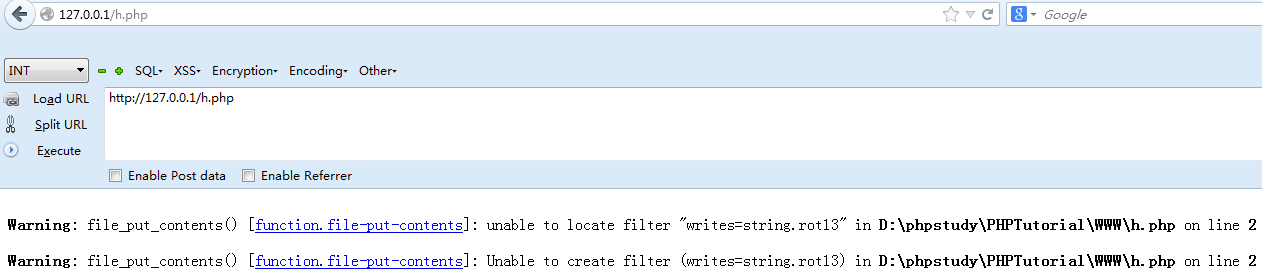 127.0.0.1/h.php
Google
INT SQL XSS Encryption Encoding Other
Load URL http://127.0.0.1/h.php
Split URL
Execute
Enable Post data Enable Referrer
Warning: file_put_contents() [function.file-put-contents]: unable to locate filter "writes=string.rot13" in D:\phpstudy\PHPTutorial\WWW\h.php on line 2
Warning: file_put_contents() [function.file-put-contents]: Unable to create filter (writes=string.rot13) in D:\phpstudy\PHPTutorial\WWW\h.php on line 2